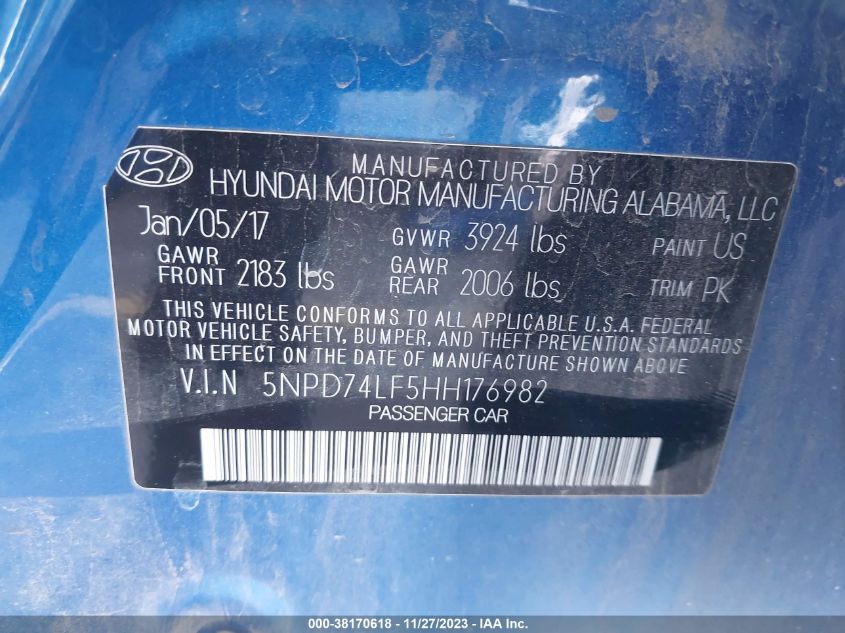 MANUFACTURED BY
HYUNDAI MOTOR MANUFACTURING ALABAMA, LLC
Jan/05/17 GVWR 3924 lbs PAINT US
GAWR FRONT 2183 lbs GAWR REAR 2006 lbs TRIM PK
THIS VEHICLE CONFORMS TO ALL APPLICABLE U.S.A. FEDERAL
MOTOR VEHICLE SAFETY, BUMPER, AND THEFT PREVENTION STANDARDS
IN EFFECT ON THE DATE OF MANUFACTURE SHOWN ABOVE
V.I.N 5NPD74LF5HH176982
PASSENGER CAR
000-38170618 - 11/27/2023 - IAA Inc.